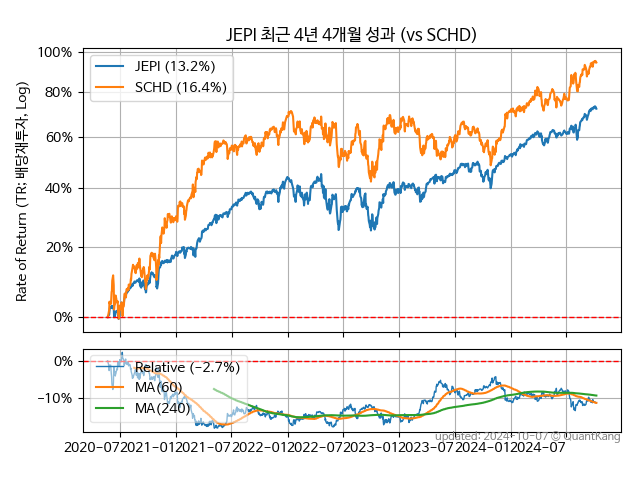 JEPI 최근 4년 4개월 성과 (vs SCHD)
Rate of Return (TR: 배당재투자, Log)
100%
80%
60%
40%
20%
0%
JEPI (13.2%)
SCHD (16.4%)
0%
−10%
Relative (−2.7%)
MA(60)
MA(240)
2020-07 2021-01 2021-07 2022-01 2022-07 2023-01 2023-07 2024-01 2024-07
updated: 2024-10-07 © QuantKang